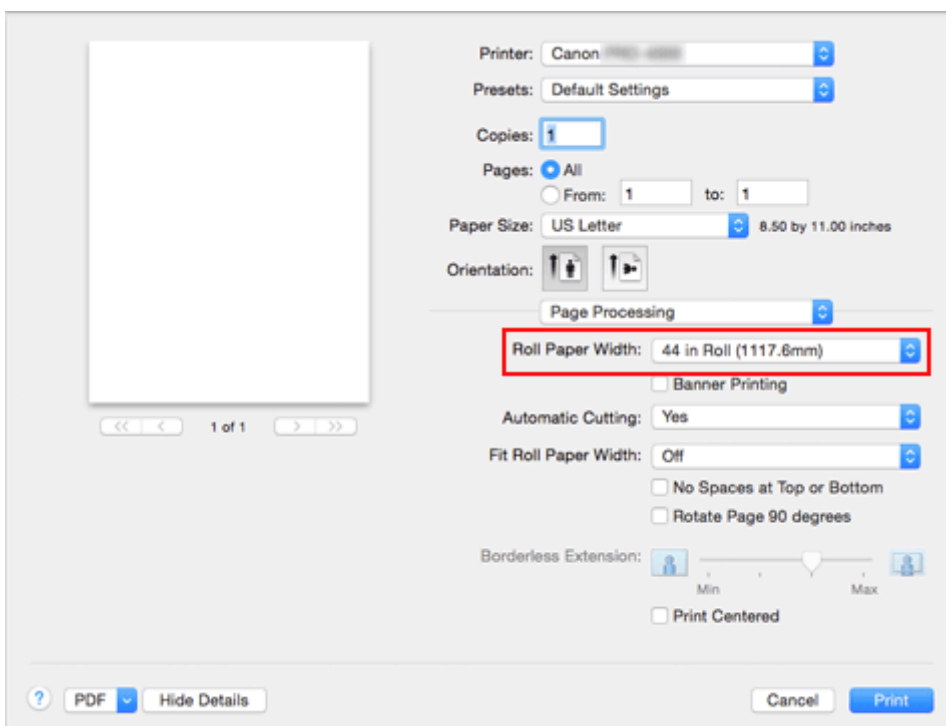 Printer: Canon
Presets: Default Settings
Copies: 1
Pages: All
From: 1 to: 1
Paper Size: US Letter 8.50 by 11.00 inches
Orientation:
Page Processing
Roll Paper Width: 44 in Roll (1117.6mm)
Banner Printing
<< < 1 of 1 > >>
Automatic Cutting: Yes
Fit Roll Paper Width: Off
No Spaces at Top or Bottom
Rotate Page 90 degrees
Borderless Extension:
Min Max
Print Centered
? PDF Hide Details Cancel Print